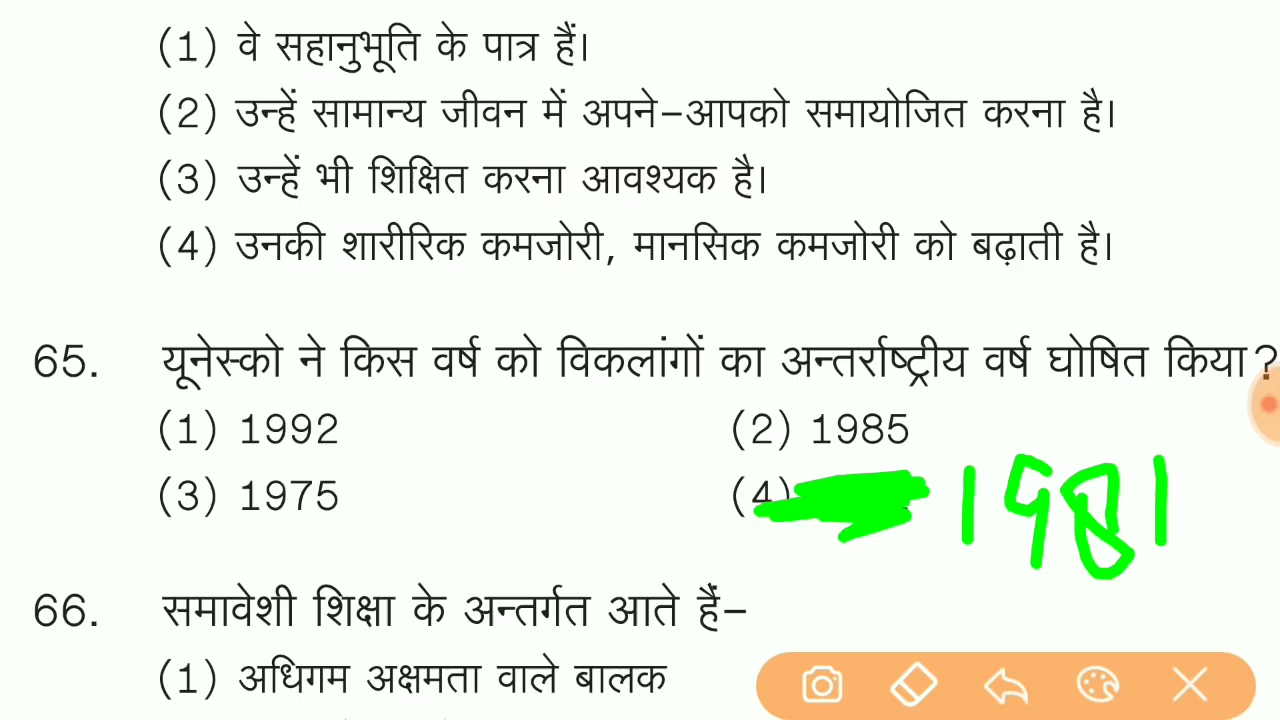 (1) वे सहानुभूति के पात्र हैं।
(2) उन्हें सामान्य जीवन में अपने-आपको समायोजित करना है।
(3) उन्हें भी शिक्षित करना आवश्यक है।
(4) उनकी शारीरिक कमजोरी, मानसिक कमजोरी को बढ़ाती है।
65. यूनेस्को ने किस वर्ष को विकलांगों का अन्तर्राष्ट्रीय वर्ष घोषित किया?
(1) 1992 (2) 1985
(3) 1975 (4) 1981
66. समावेशी शिक्षा के अन्तर्गत आते हैं-
(1) अधिगम अक्षमता वाले बालक